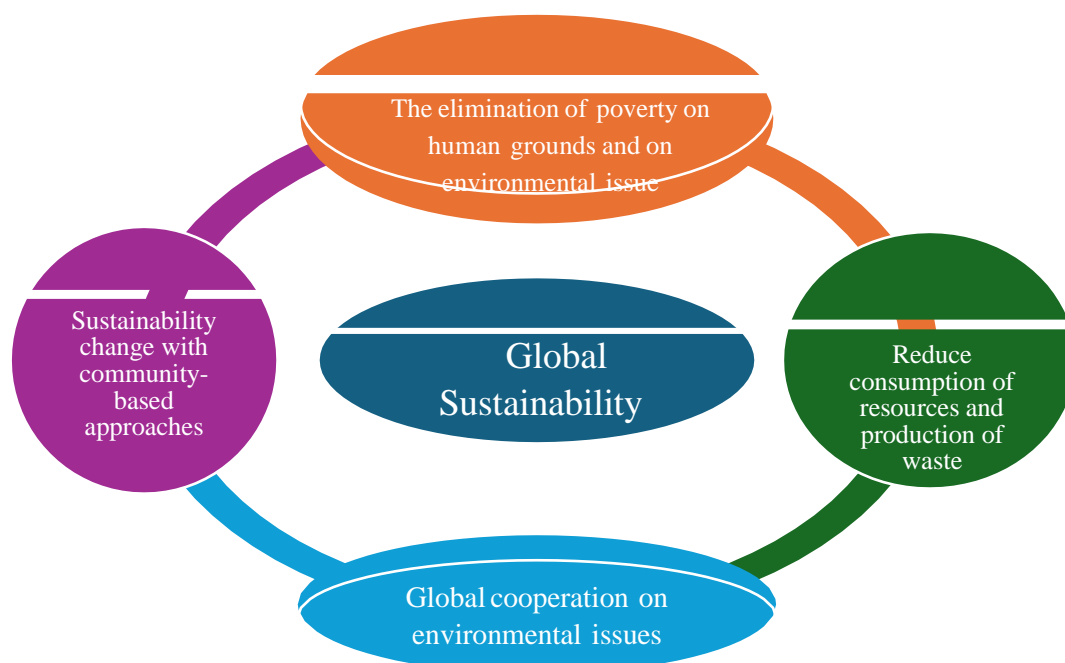 The elimination of poverty on
human grounds and on
environmental issue
Sustainability
change with
community-
based
approaches
Global
Sustainability
Reduce
consumption of
resources and
production of
waste
Global cooperation on
environmental issues